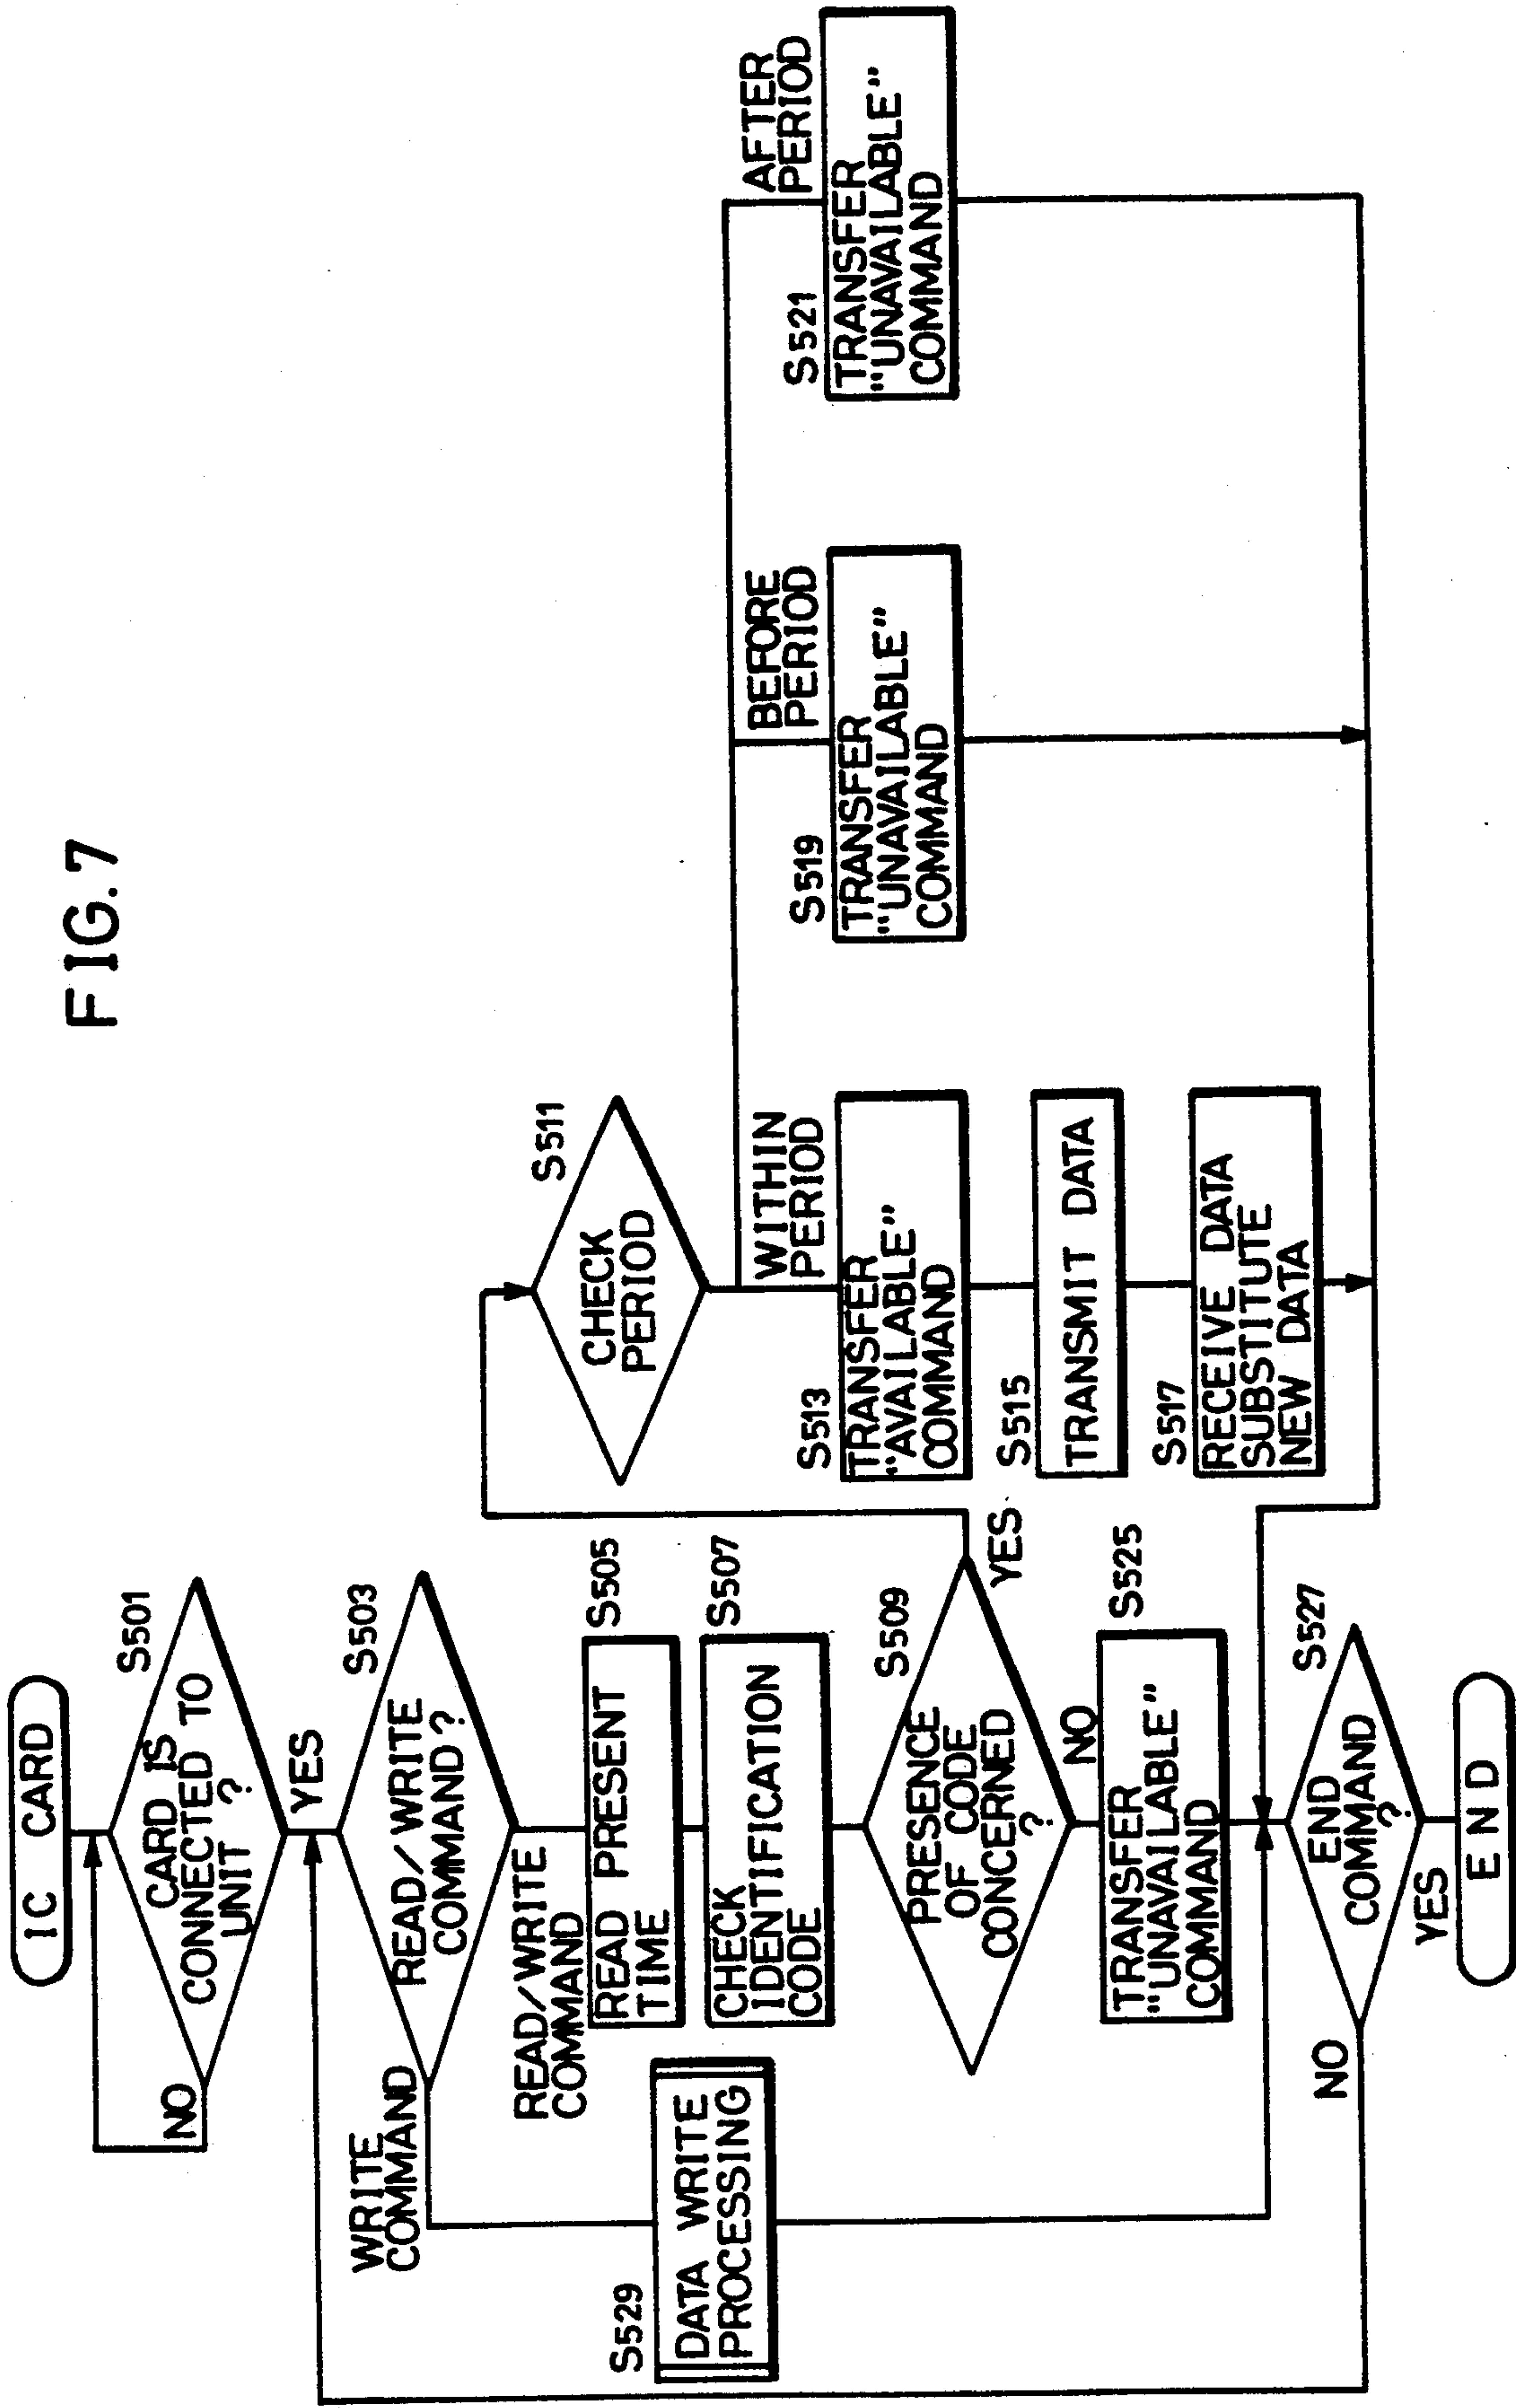 FIG.7
IC CARD
S501
CARD IS
CONNECTED TO
UNIT ?
NO
YES
S503
READ/WRITE
COMMAND ?
WRITE
COMMAND
READ/WRITE
COMMAND
S505
READ PRESENT
TIME
S507
CHECK
IDENTIFICATION
CODE
S509
PRESENCE
OF CODE
CONCERNED
?
YES
NO
S525
TRANSFER
"UNAVAILABLE"
COMMAND
S529
DATA WRITE
PROCESSING
S527
END
COMMAND
?
NO
YES
END
S511
CHECK
PERIOD
WITHIN
PERIOD
S513
TRANSFER
"AVAILABLE"
COMMAND
S515
TRANSMIT DATA
S517
RECEIVE DATA
SUBSTITUTE
NEW DATA
BEFORE
PERIOD
S519
TRANSFER
"UNAVAILABLE"
COMMAND
AFTER
PERIOD
S521
TRANSFER
"UNAVAILABLE"
COMMAND